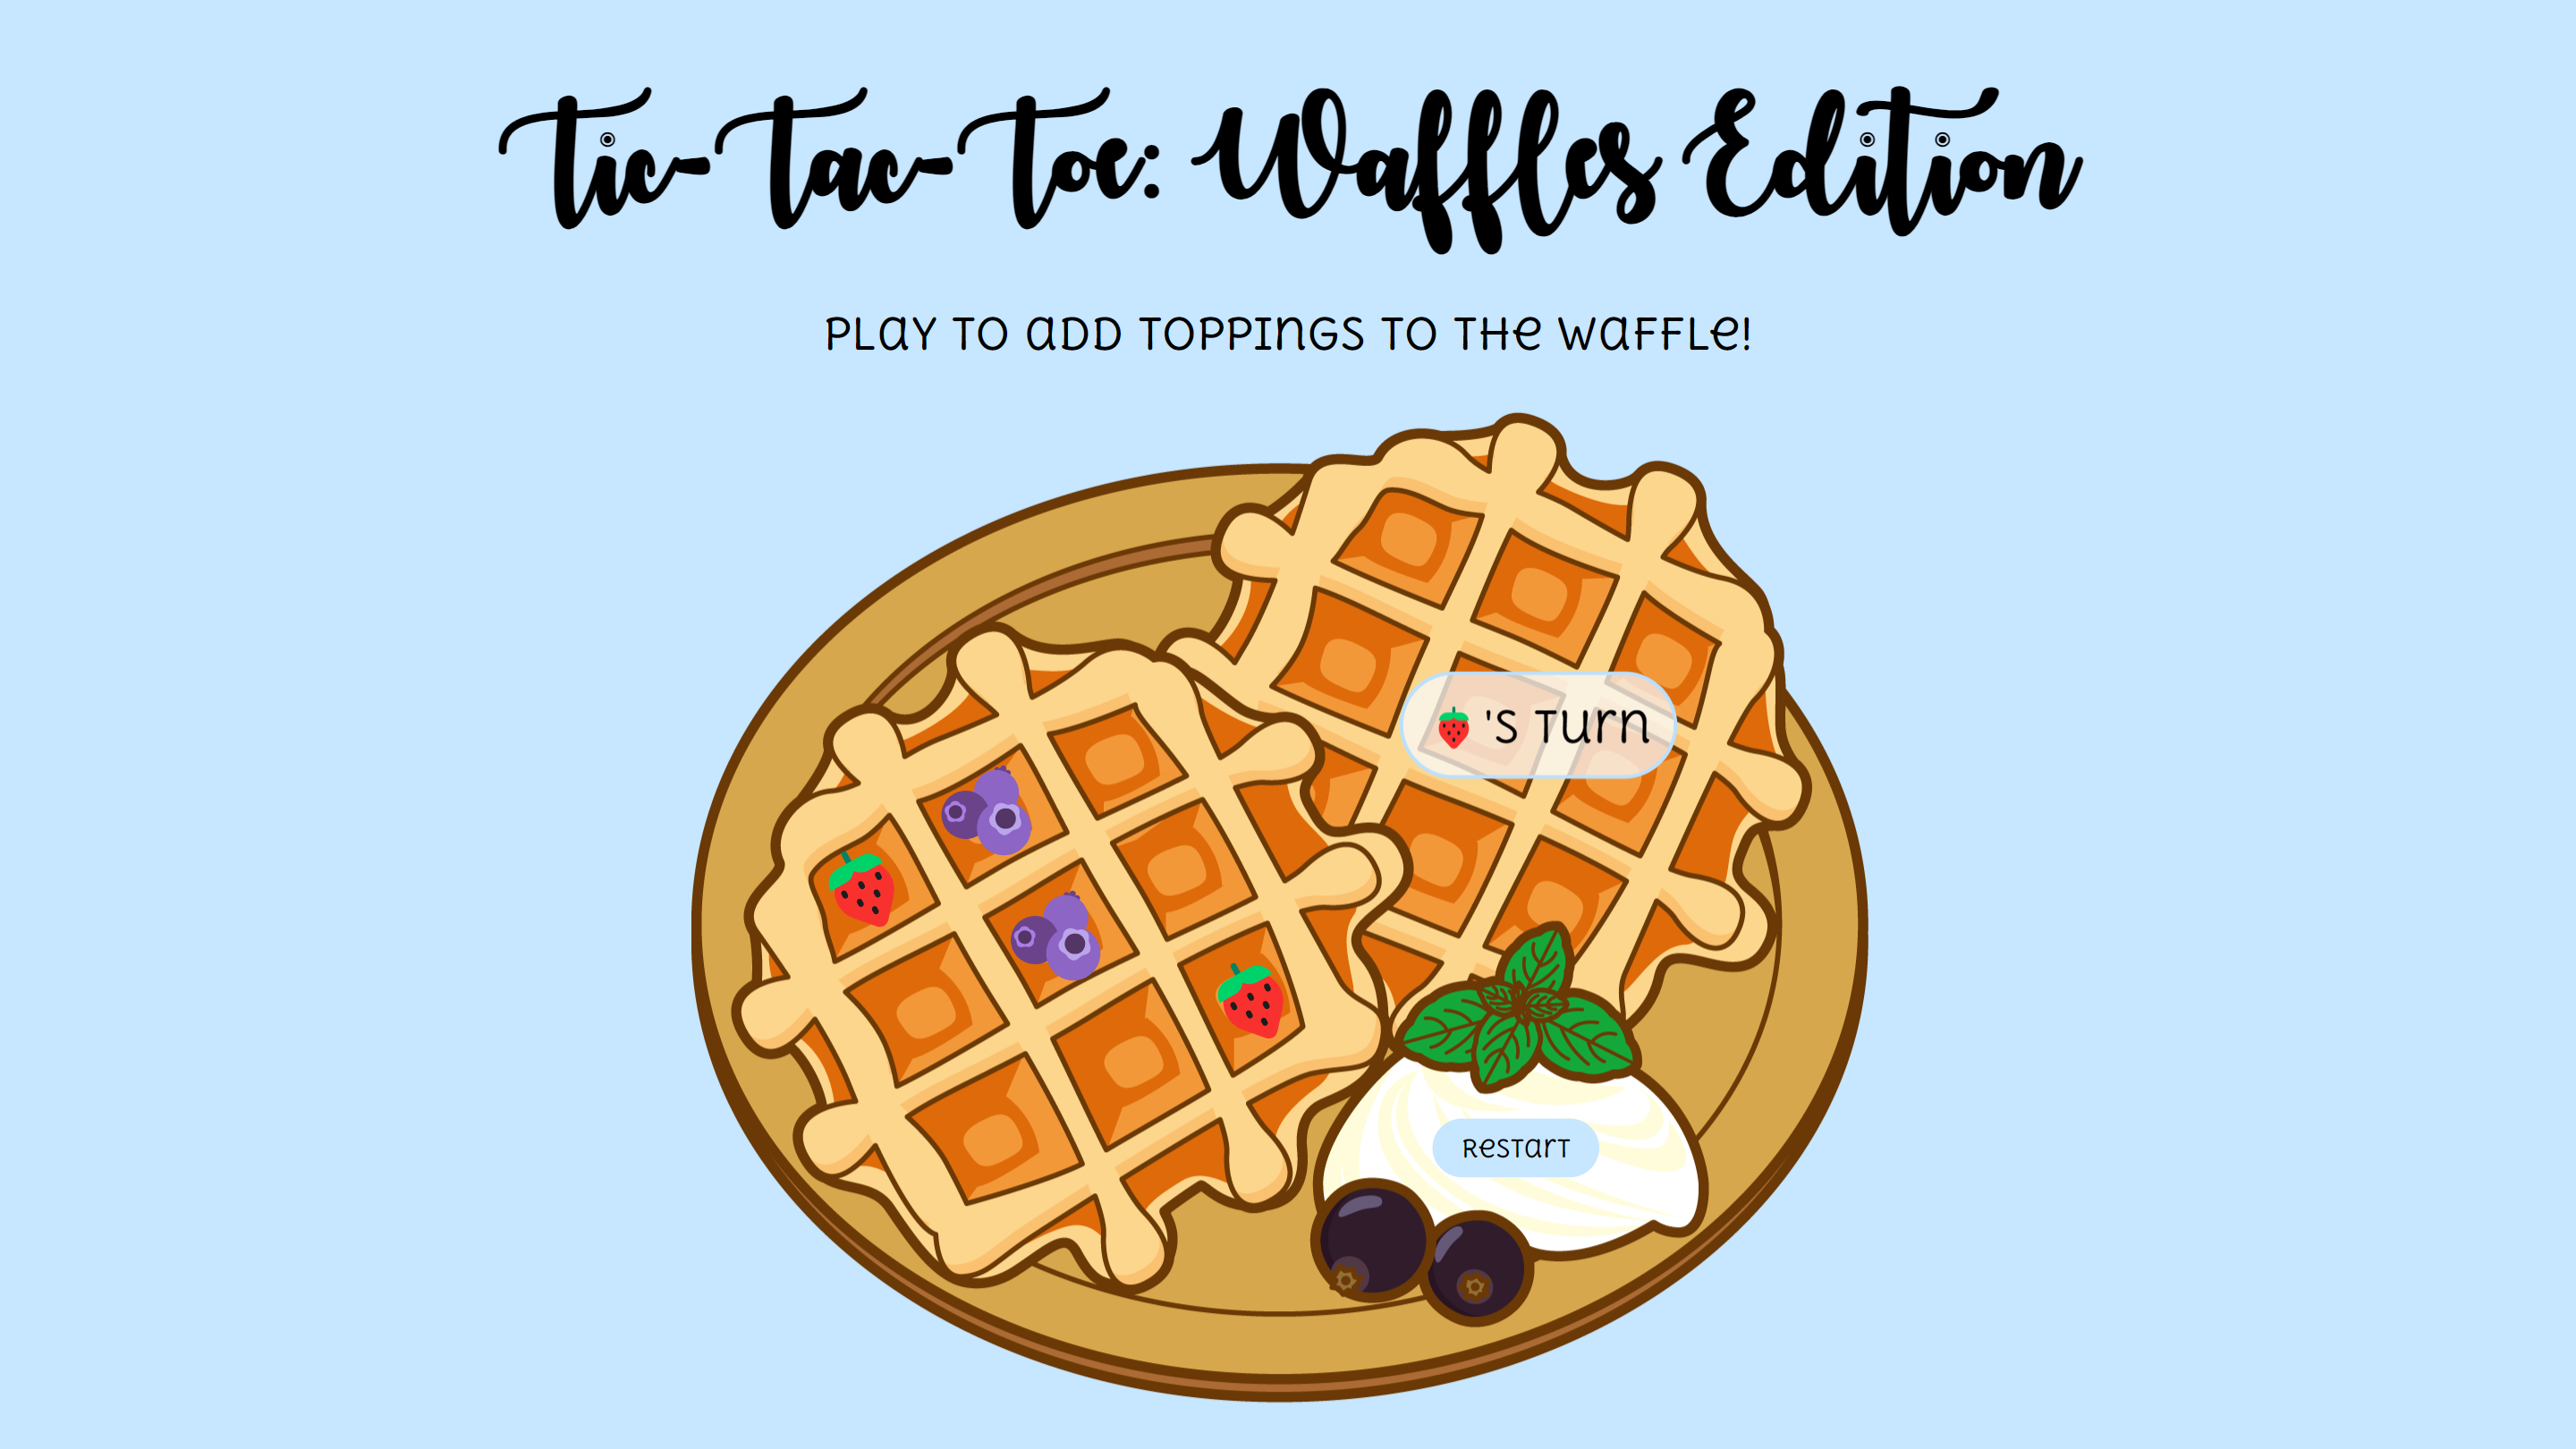 Tic-Tac-Toe: Waffles Edition
Play to add toppings to the waffle!
's Turn
Restart